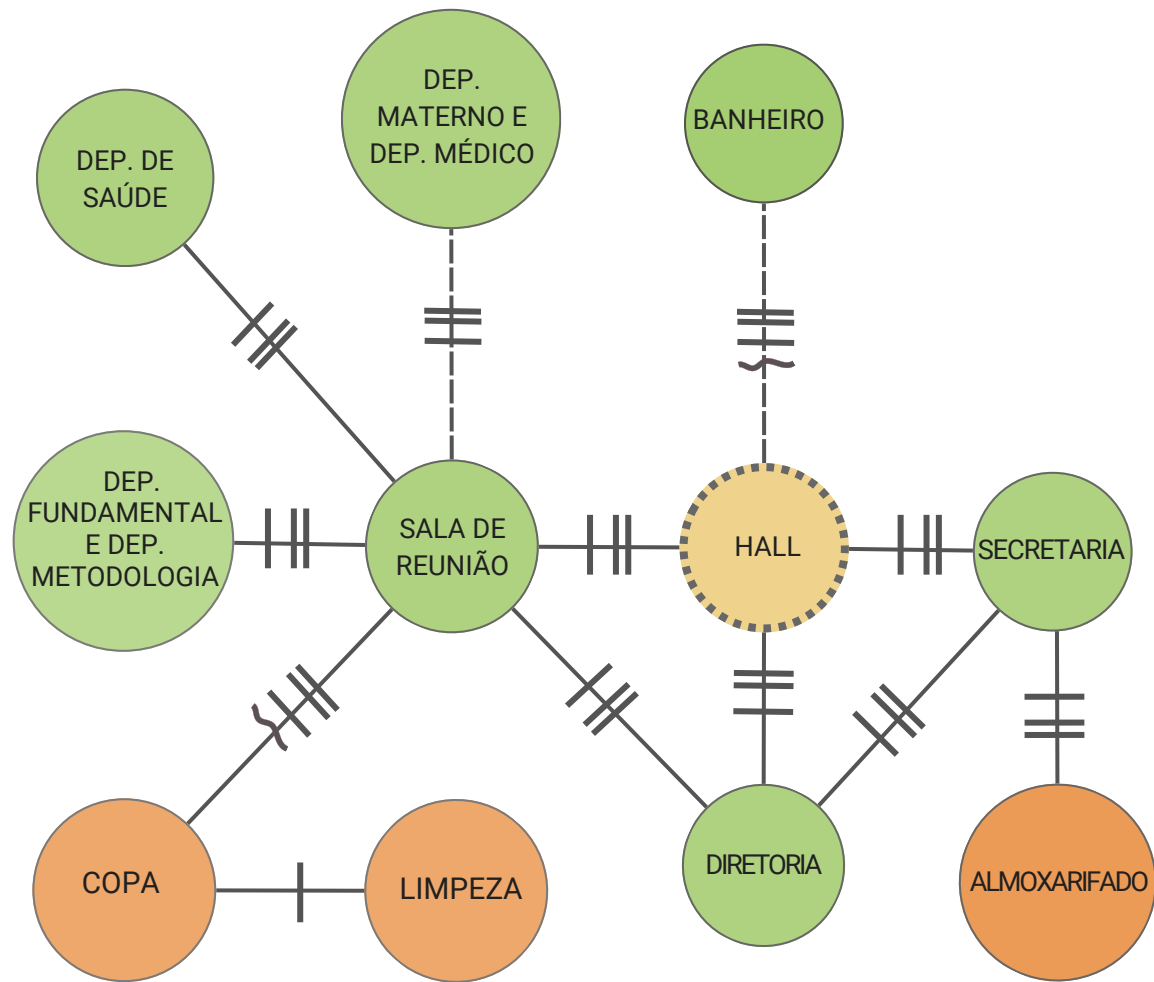 DEP.
MATERNO E
DEP. MÉDICO
BANHEIRO
DEP. DE
SAÚDE
DEP.
FUNDAMENTAL
E DEP.
METODOLOGIA
SALA DE
REUNIÃO
HALL
SECRETARIA
COPA
LIMPEZA
DIRETORIA
ALMOXARIFADO